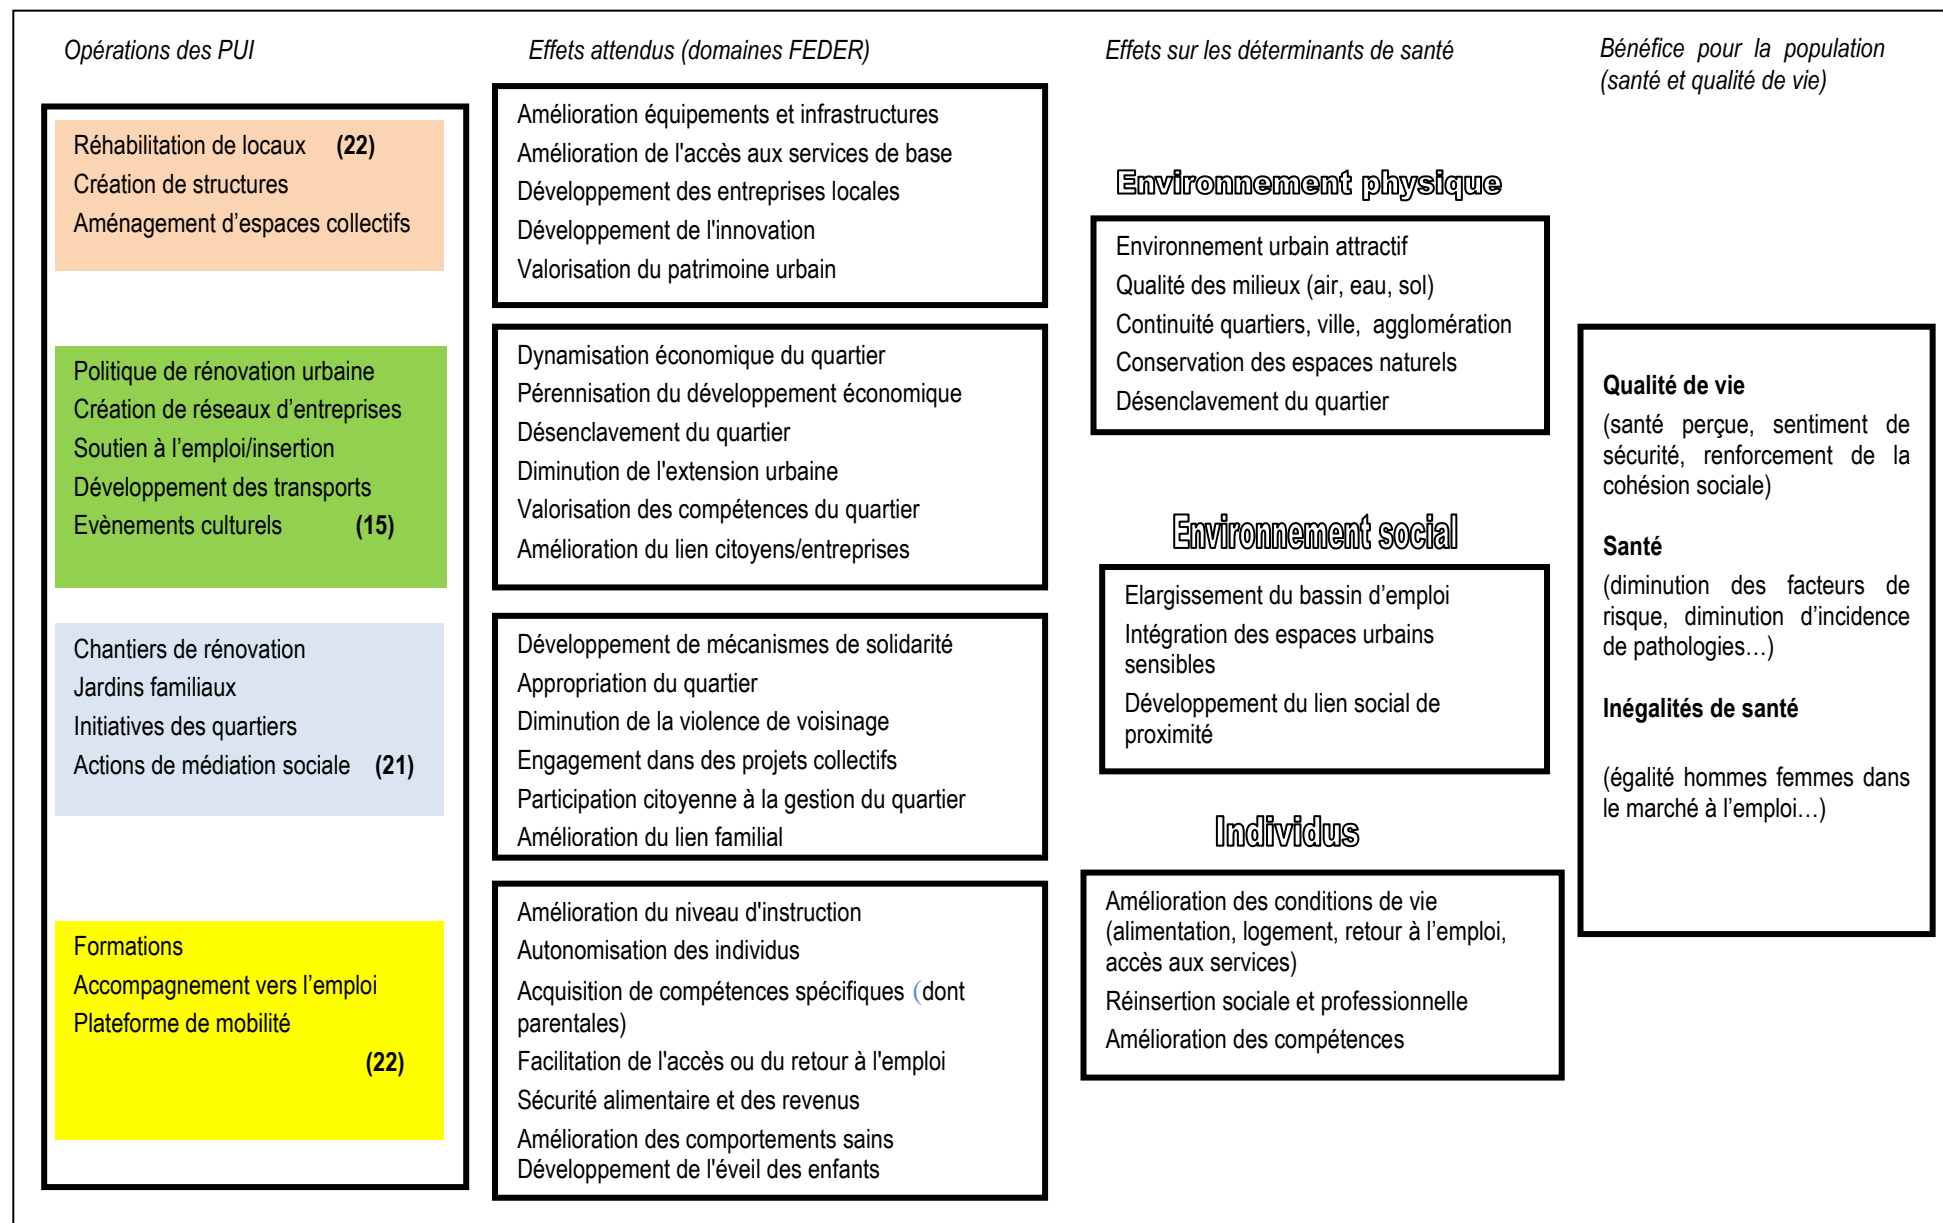 Opérations des PUI
Réhabilitation de locaux (22)
Création de structures
Aménagement d’espaces collectifs
Politique de rénovation urbaine
Création de réseaux d’entreprises
Soutien à l’emploi/insertion
Développement des transports
Evènements culturels (15)
Chantiers de rénovation
Jardins familiaux
Initiatives des quartiers
Actions de médiation sociale (21)
Formations
Accompagnement vers l’emploi
Plateforme de mobilité
(22)
Effets attendus (domaines FEDER)
Amélioration équipements et infrastructures
Amélioration de l'accès aux services de base
Développement des entreprises locales
Développement de l'innovation
Valorisation du patrimoine urbain
Dynamisation économique du quartier
Pérennisation du développement économique
Désenclavement du quartier
Diminution de l'extension urbaine
Valorisation des compétences du quartier
Amélioration du lien citoyens/entreprises
Développement de mécanismes de solidarité
Appropriation du quartier
Diminution de la violence de voisinage
Engagement dans des projets collectifs
Participation citoyenne à la gestion du quartier
Amélioration du lien familial
Amélioration du niveau d'instruction
Autonomisation des individus
Acquisition de compétences spécifiques (dont
parentales)
Facilitation de l'accès ou du retour à l'emploi
Sécurité alimentaire et des revenus
Amélioration des comportements sains
Développement de l'éveil des enfants
Effets sur les déterminants de santé
Environnement physique
Environnement urbain attractif
Qualité des milieux (air, eau, sol)
Continuité quartiers, ville, agglomération
Conservation des espaces naturels
Désenclavement du quartier
Environnement social
Elargissement du bassin d’emploi
Intégration des espaces urbains
sensibles
Développement du lien social de
proximité
Individus
Amélioration des conditions de vie
(alimentation, logement, retour à l’emploi,
accès aux services)
Réinsertion sociale et professionnelle
Amélioration des compétences
Bénéfice pour la population
(santé et qualité de vie)
Qualité de vie
(santé perçue, sentiment de
sécurité, renforcement de la
cohésion sociale)
Santé
(diminution des facteurs de
risque, diminution d’incidence
de pathologies…)
Inégalités de santé
(égalité hommes femmes dans
le marché à l’emploi…)